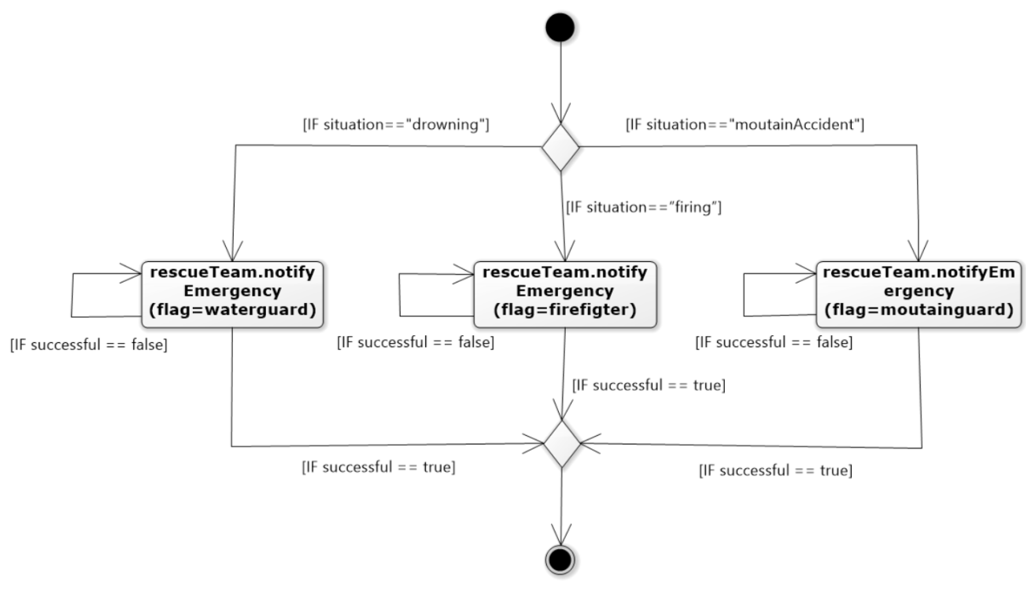 [IF situation=="drowning"]
[IF situation=="moutainAccident"]
[IF situation=="firing"]
rescueTeam.notify
Emergency
(flag=waterguard)
rescueTeam.notify
Emergency
(flag=firefigter)
rescueTeam.notifyEm
ergency
(flag=moutainguard)
[IF successful == false]
[IF successful == false]
[IF successful == false]
[IF successful == true]
[IF successful == true]
[IF successful == true]